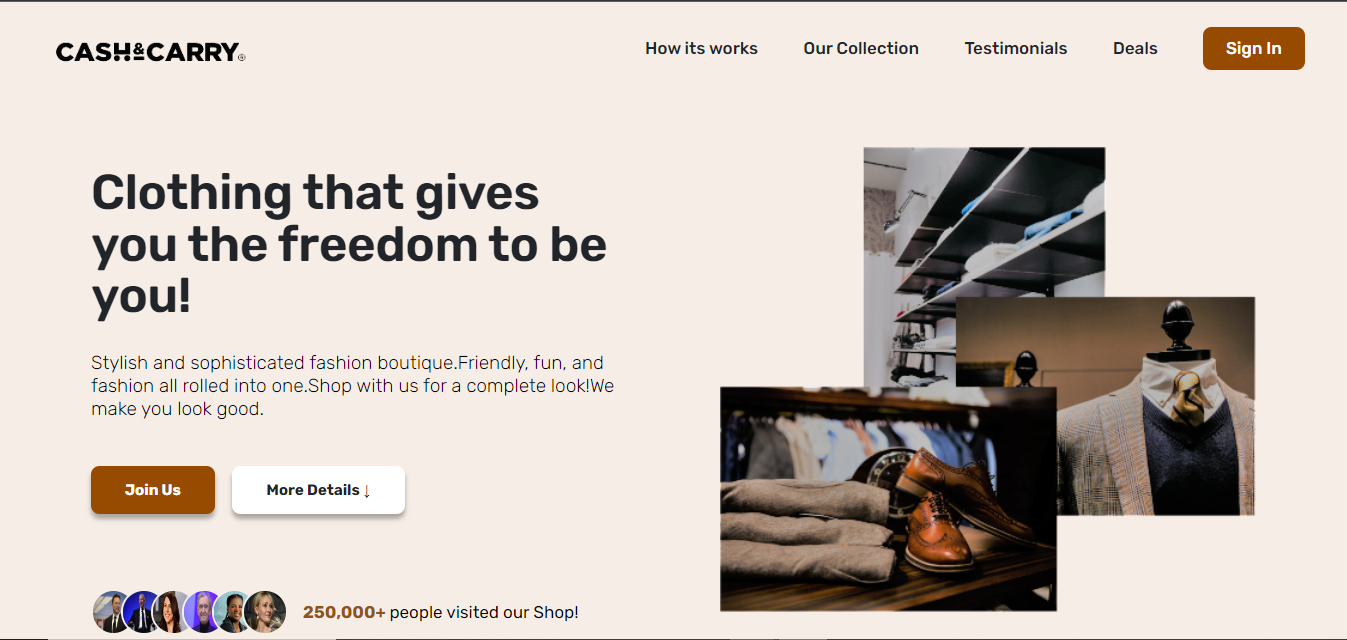 CASH&CARRY®
How its works
Our Collection
Testimonials
Deals
Sign In
Clothing that gives
you the freedom to be
you!
Stylish and sophisticated fashion boutique.Friendly, fun, and
fashion all rolled into one.Shop with us for a complete look!We
make you look good.
Join Us
More Details ↓
250,000+ people visited our Shop!